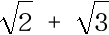 √2 + √3